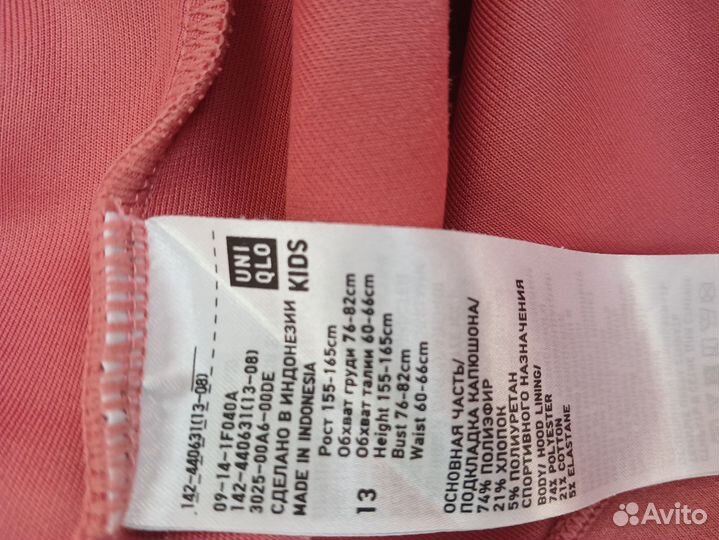 142-440631(13-08)
UNI
QLO
KIDS
09-14-1F040A
142-440631(13-08)
3025-00A6-00DE
СДЕЛАНО В ИНДОНЕЗИИ
MADE IN INDONESIA
13
Рост 155-165cm
Обхват груди 76-82cm
Обхват талии 60-66cm
Height 155-165cm
Bust 76-82cm
Waist 60-66cm
ОСНОВНАЯ ЧАСТЬ/
ПОДКЛАДКА КАПЮШОНА/
74% ПОЛИЭФИР
21% ХЛОПОК
5% ПОЛИУРЕТАН
СПОРТИВНОГО НАЗНАЧЕНИЯ
BODY/ HOOD LINING/
74% POLYESTER
21% COTTON
5% ELASTANE
Avito